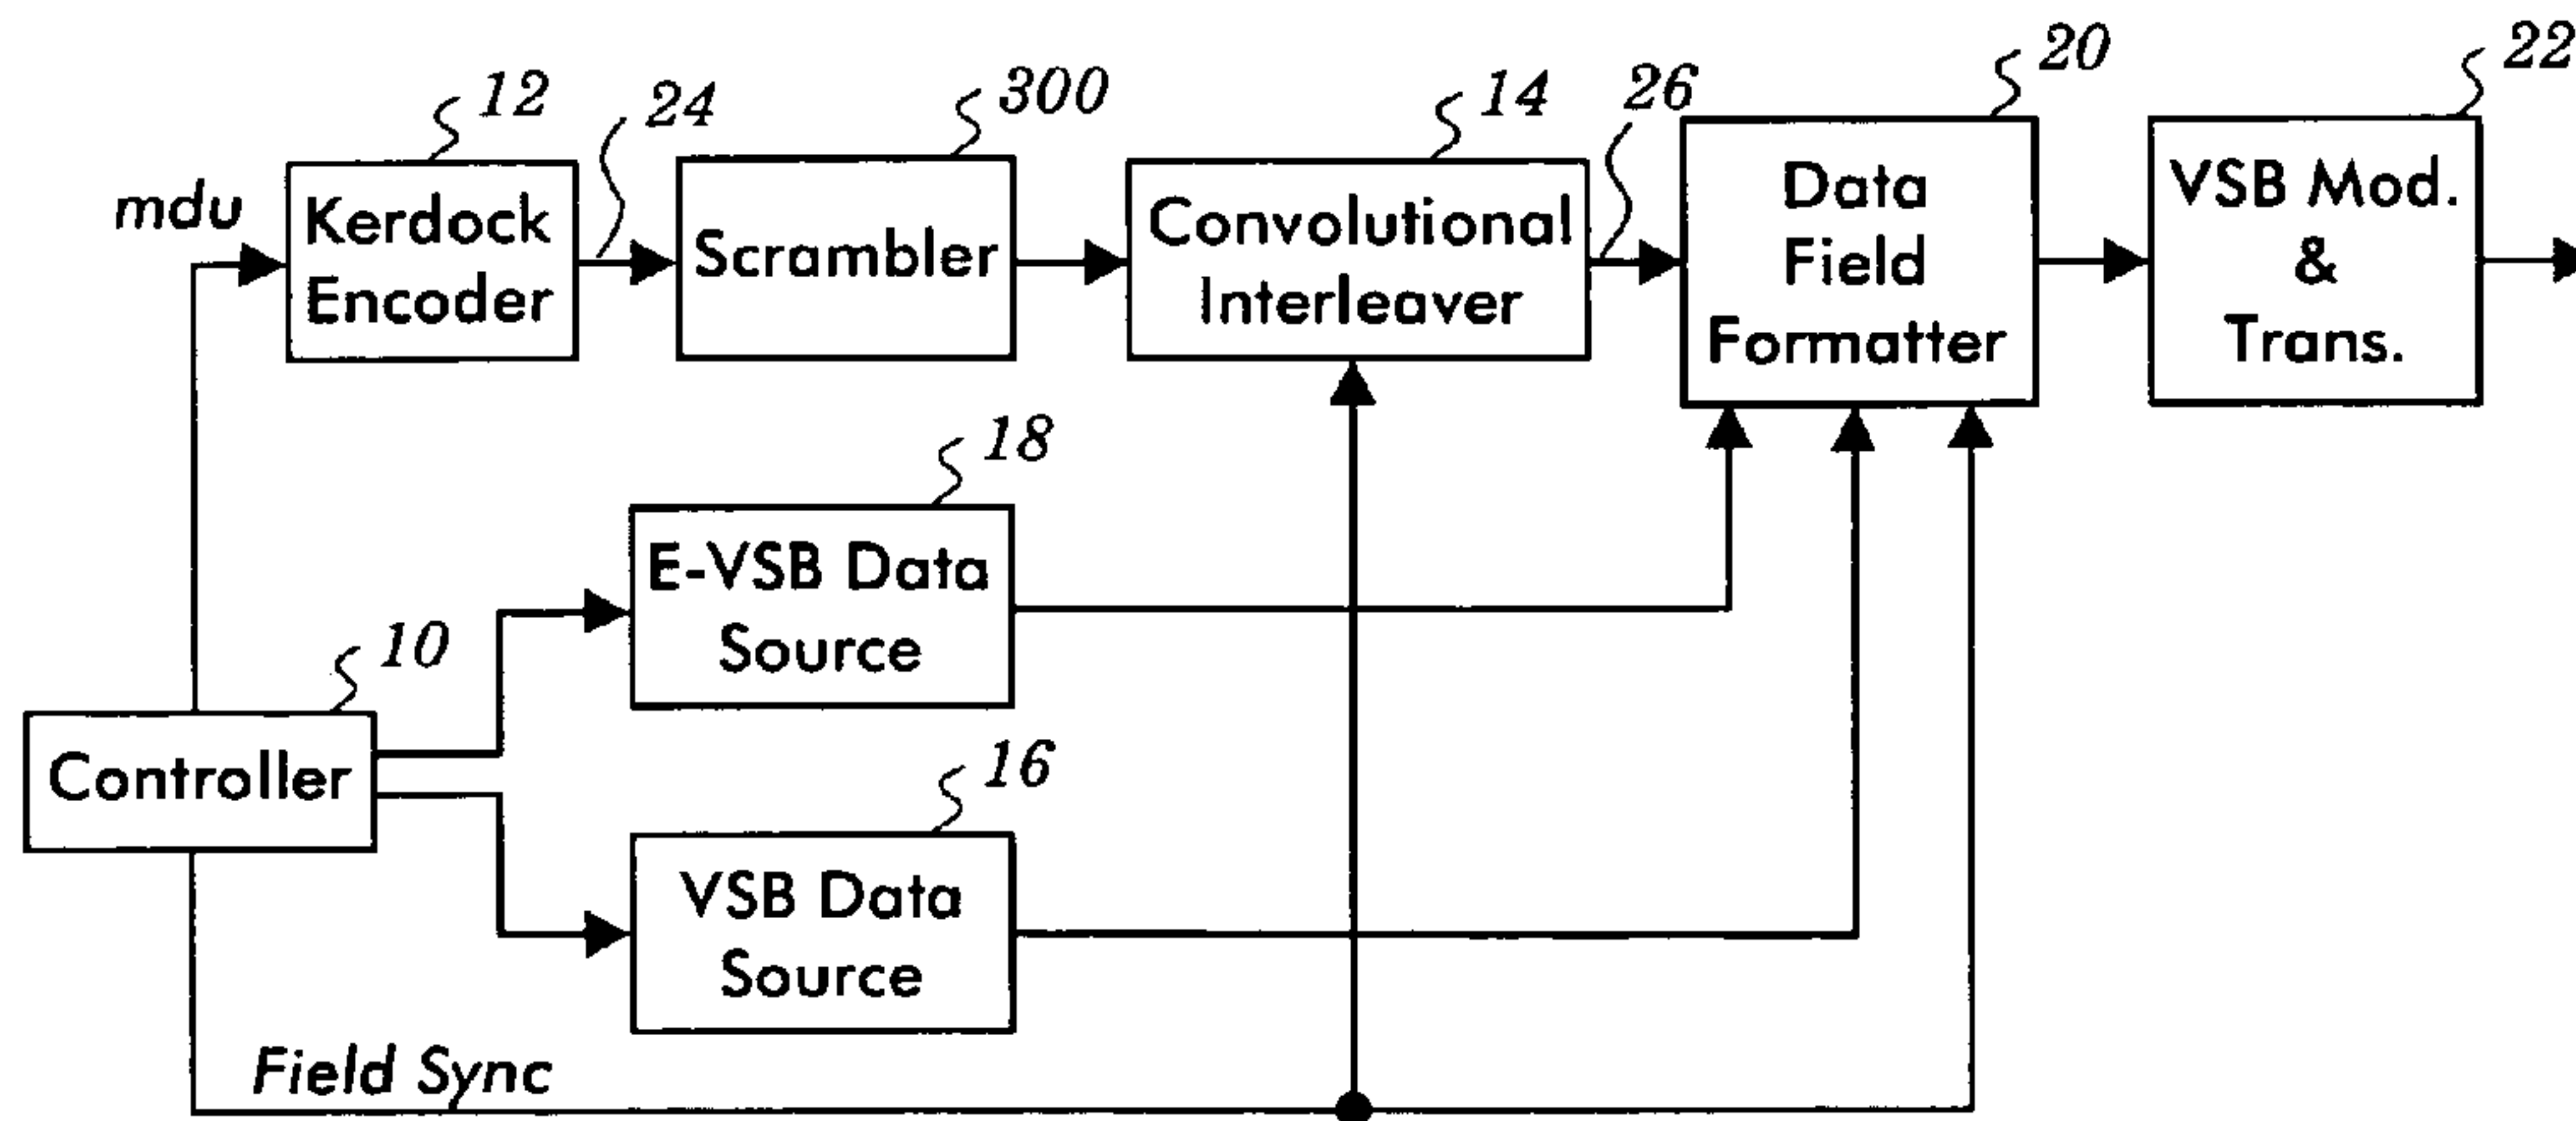 12
24
300
14
26
20
22
mdu
Kerdock
Encoder
Scrambler
Convolutional
Interleaver
Data
Field
Formatter
VSB Mod.
&
Trans.
18
E-VSB Data
Source
10
Controller
16
VSB Data
Source
Field Sync